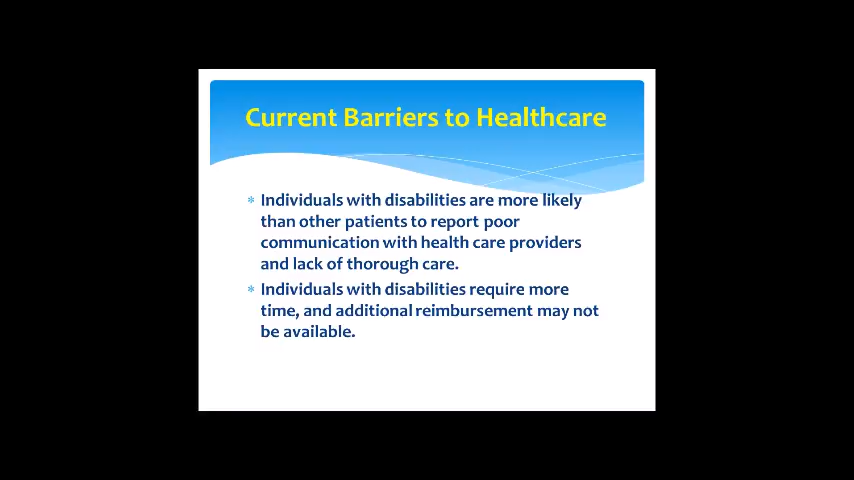 Current Barriers to Healthcare
* Individuals with disabilities are more likely
than other patients to report poor
communication with health care providers
and lack of thorough care.
* Individuals with disabilities require more
time, and additional reimbursement may not
be available.